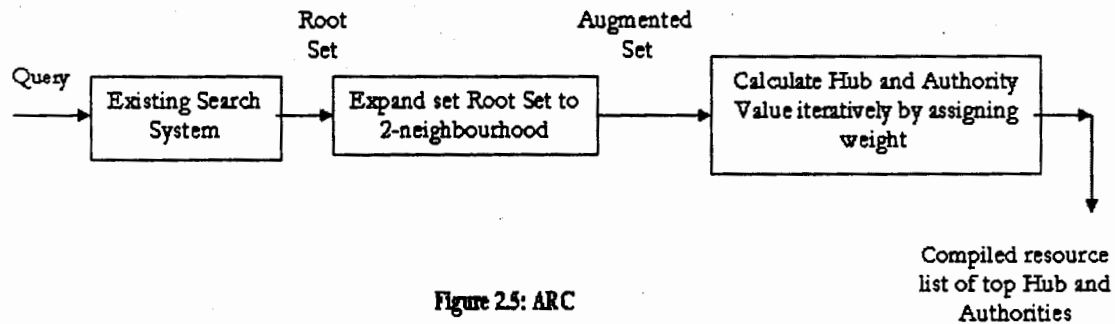 Query
Existing Search
System
Root
Set
Expand set Root Set to
2-neighbourhood
Augmented
Set
Calculate Hub and Authority
Value iteratively by assigning
weight
Compiled resource
list of top Hub and
Authorities
Figure 2.5: ARC